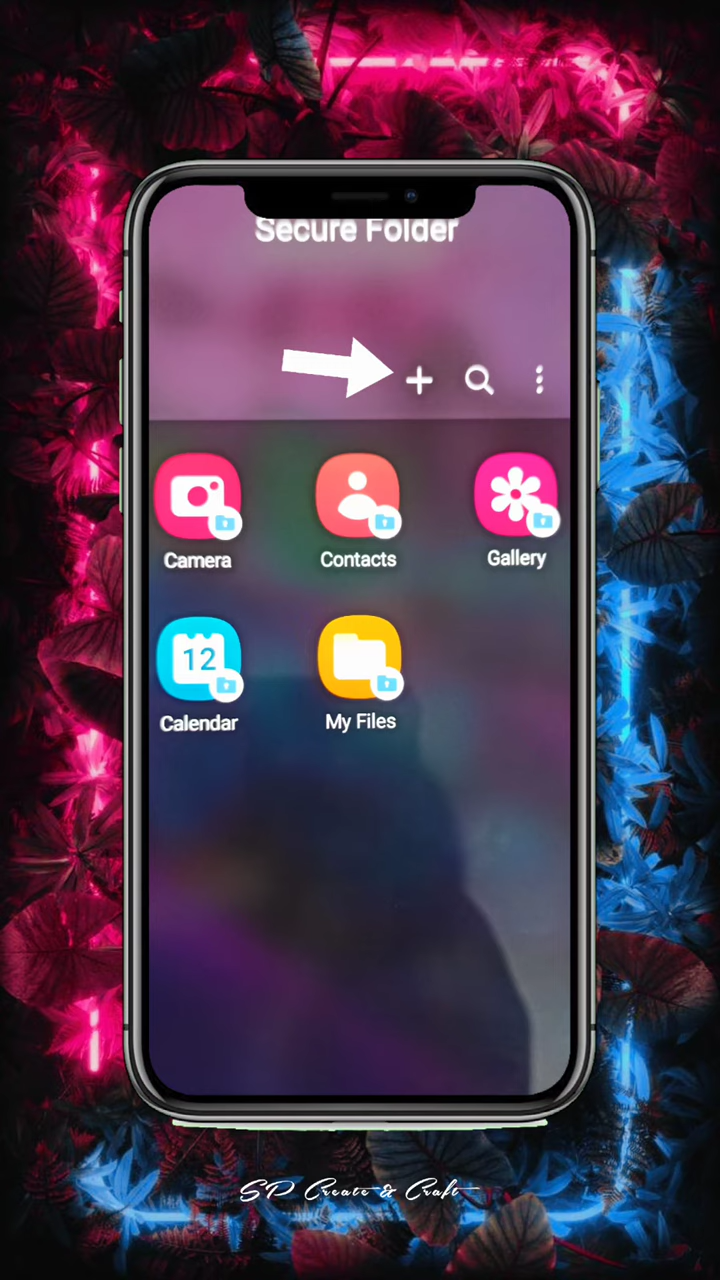 Secure Folder
Camera
Contacts
Gallery
12
Calendar
My Files
SP Create & Craft